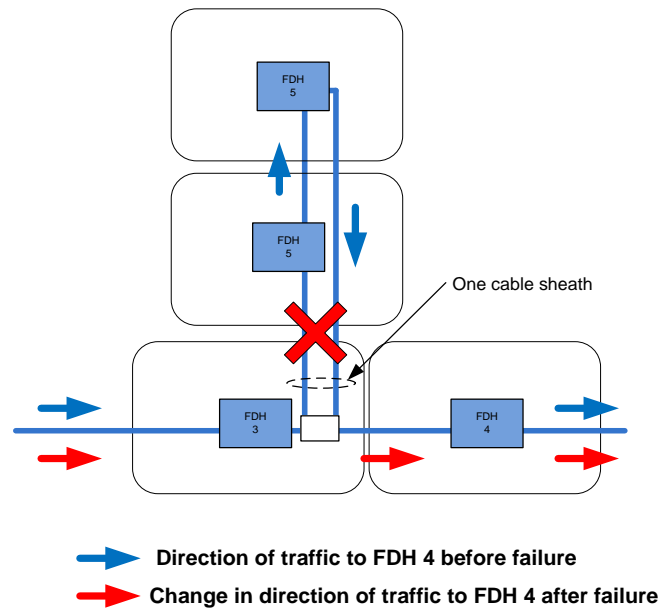 FDH
5
FDH
5
One cable sheath
FDH
3
FDH
4
Direction of traffic to FDH 4 before failure
Change in direction of traffic to FDH 4 after failure